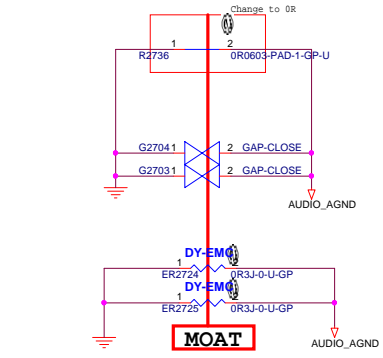 Change to 0R
1 2
R2736 0R0603-PAD-1-GP-U
G2704 1 2 GAP-CLOSE
G2703 1 2 GAP-CLOSE
AUDIO_AGND
DY-EMC
1 2
ER2724 0R3J-0-U-GP
DY-EMC
1 2
ER2725 0R3J-0-U-GP
MOAT
AUDIO_AGND